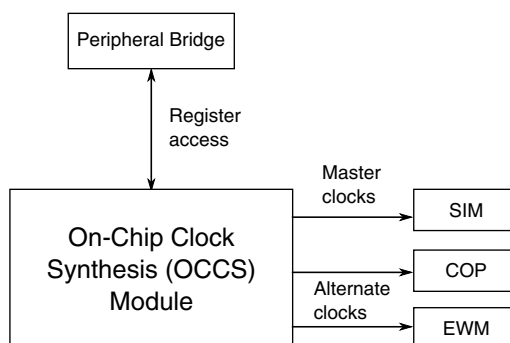 Peripheral Bridge
Register
access
Master
clocks
SIM
On-Chip Clock
Synthesis (OCCS)
Module
COP
Alternate
clocks
EWM